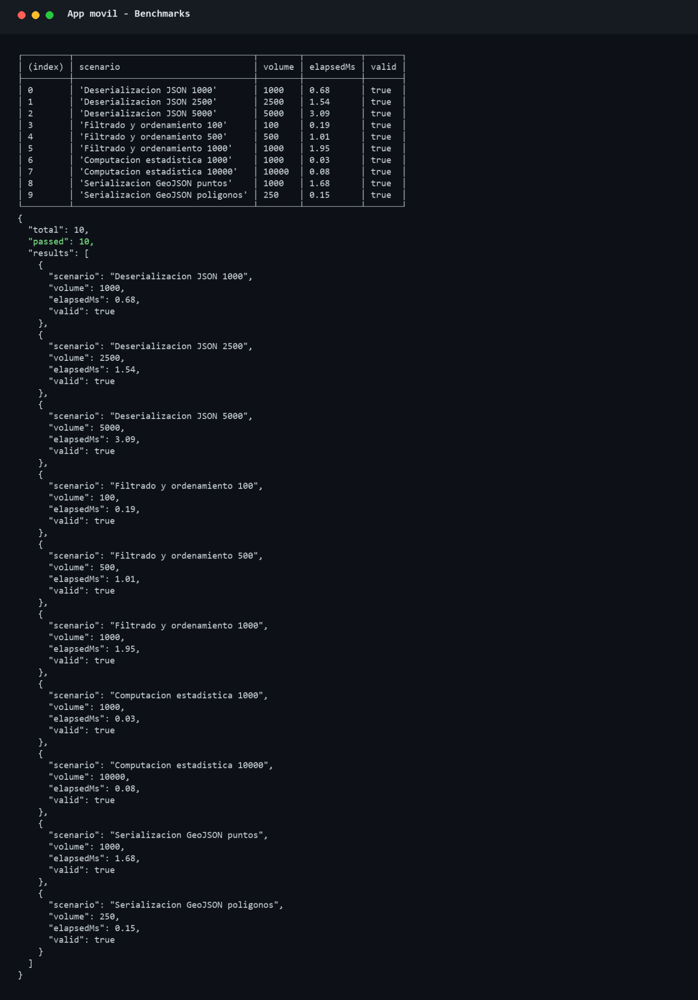 App movil - Benchmarks
(index) scenario volume elapsedMs valid
0 'Deserializacion JSON 1000' 1000 0.68 true
1 'Deserializacion JSON 2500' 2500 1.54 true
2 'Deserializacion JSON 5000' 5000 3.09 true
3 'Filtrado y ordenamiento 100' 100 0.19 true
4 'Filtrado y ordenamiento 500' 500 1.01 true
5 'Filtrado y ordenamiento 1000' 1000 1.95 true
6 'Computacion estadistica 1000' 1000 0.03 true
7 'Computacion estadistica 10000' 10000 0.08 true
8 'Serializacion GeoJSON puntos' 1000 1.68 true
9 'Serializacion GeoJSON poligonos' 250 0.15 true
{
"total": 10,
"passed": 10,
"results": [
{
"scenario": "Deserializacion JSON 1000",
"volume": 1000,
"elapsedMs": 0.68,
"valid": true
},
{
"scenario": "Deserializacion JSON 2500",
"volume": 2500,
"elapsedMs": 1.54,
"valid": true
},
{
"scenario": "Deserializacion JSON 5000",
"volume": 5000,
"elapsedMs": 3.09,
"valid": true
},
{
"scenario": "Filtrado y ordenamiento 100",
"volume": 100,
"elapsedMs": 0.19,
"valid": true
},
{
"scenario": "Filtrado y ordenamiento 500",
"volume": 500,
"elapsedMs": 1.01,
"valid": true
},
{
"scenario": "Filtrado y ordenamiento 1000",
"volume": 1000,
"elapsedMs": 1.95,
"valid": true
},
{
"scenario": "Computacion estadistica 1000",
"volume": 1000,
"elapsedMs": 0.03,
"valid": true
},
{
"scenario": "Computacion estadistica 10000",
"volume": 10000,
"elapsedMs": 0.08,
"valid": true
},
{
"scenario": "Serializacion GeoJSON puntos",
"volume": 1000,
"elapsedMs": 1.68,
"valid": true
},
{
"scenario": "Serializacion GeoJSON poligonos",
"volume": 250,
"elapsedMs": 0.15,
"valid": true
}
]
}